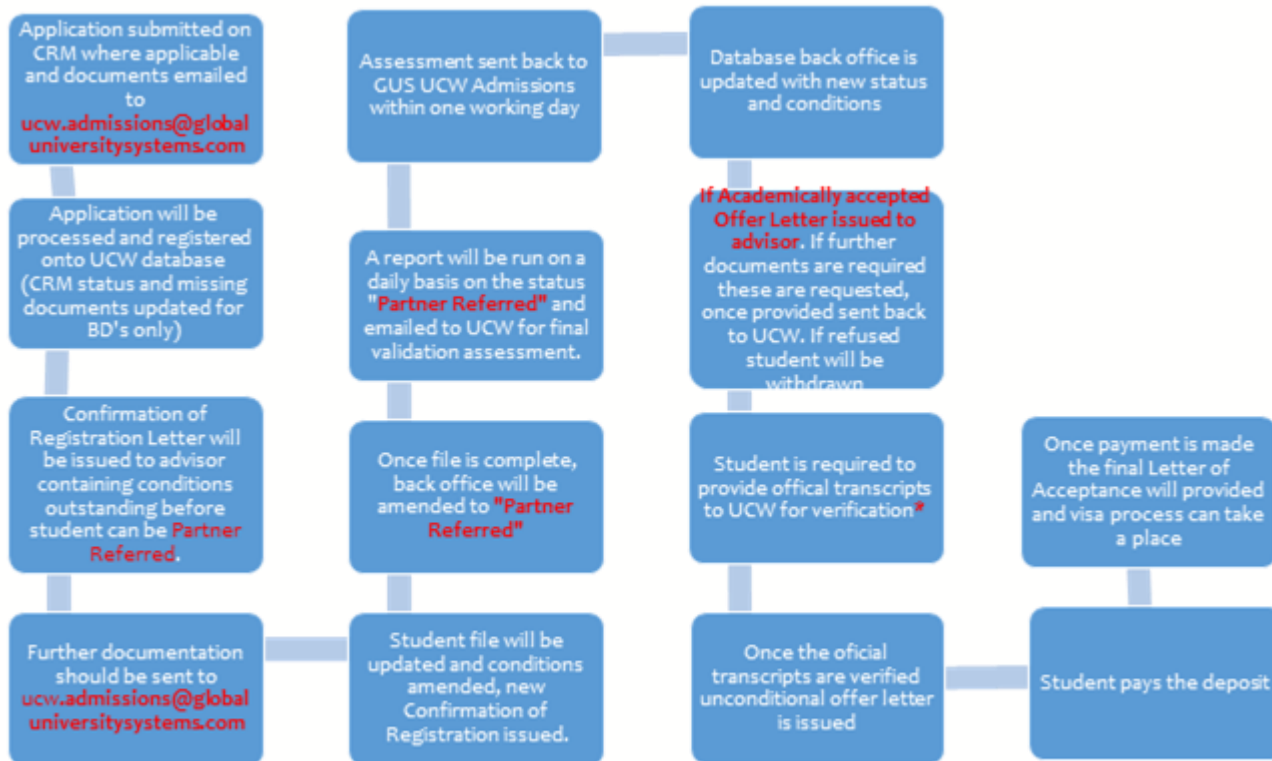 Application submitted on
CRM where applicable
and documents emailed
to
ucw.admissions@global
universitysystems.com
Application will be
processed and registered
onto UCW database
(CRM status and missing
documents updated for
BD's only)
Confirmation of
Registration Letter will
be issued to advisor
containing conditions
outstanding before
student can be Partner
Referred.
Further documentation
should be sent to
ucw.admissions@global
universitysystems.com
Student file will be
updated and conditions
amended, new
Confirmation of
Registration issued.
Once file is complete,
back office will be
amended to "Partner
Referred"
A report will be run on a
daily basis on the status
"Partner Referred" and
emailed to UCW for final
validation assessment.
Assessment sent back to
GUS UCW Admissions
within one working day
Database back office is
updated with new status
and conditions
If Academically accepted
Offer Letter issued to
advisor. If further
documents are required
these are requested,
once provided sent back
to UCW. If refused
student will be
withdrawn
Student is required to
provide offical transcripts
to UCW for verification*
Once the oficial
transcripts are verified
unconditional offer letter
is issued
Student pays the deposit
Once payment is made
the final Letter of
Acceptance will provided
and visa process can take
a place